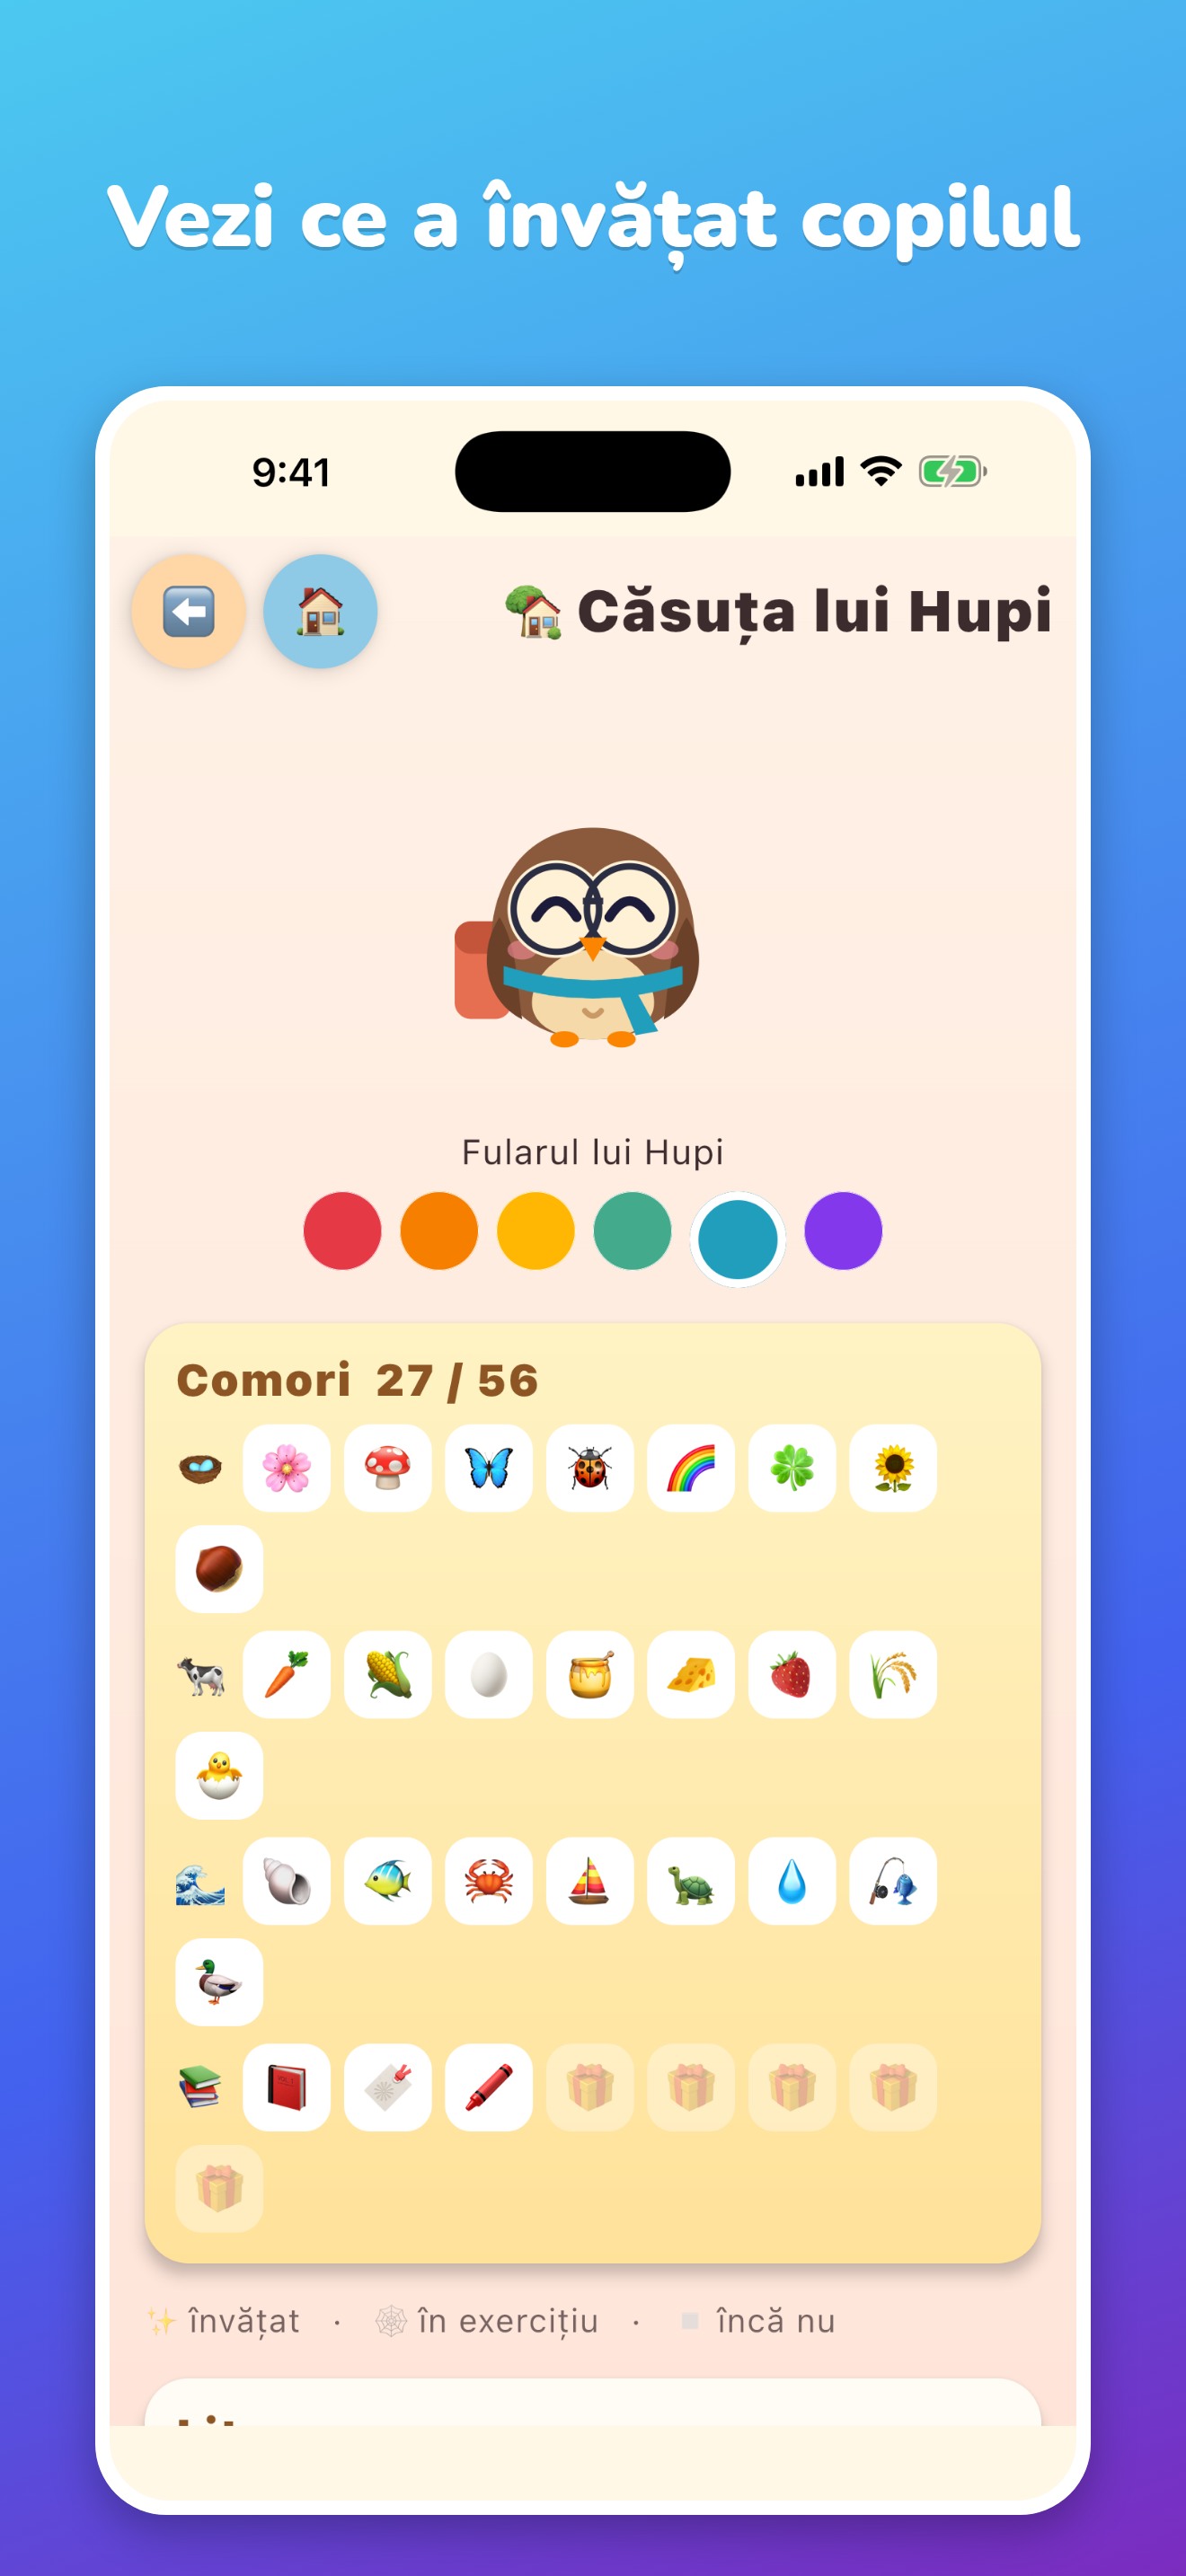 Vezi ce a învățat copilul
9:41
Căsuța lui Hupi
Fularul lui Hupi
Comori 27 / 56
învățat · în exercițiu · încă nu